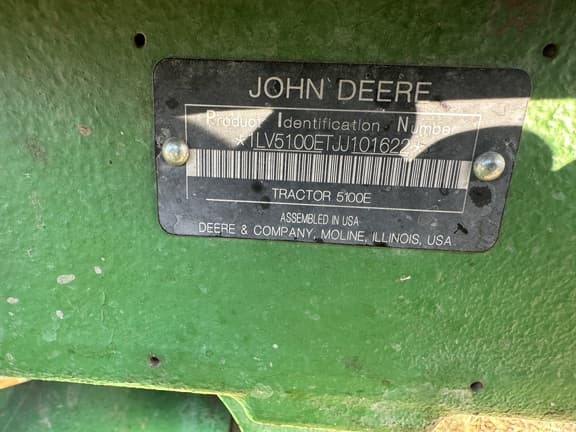 JOHN DEERE
Product Identification Number
*1LV5100ETJJ101622*
TRACTOR 5100E
ASSEMBLED IN USA
DEERE & COMPANY, MOLINE, ILLINOIS, USA